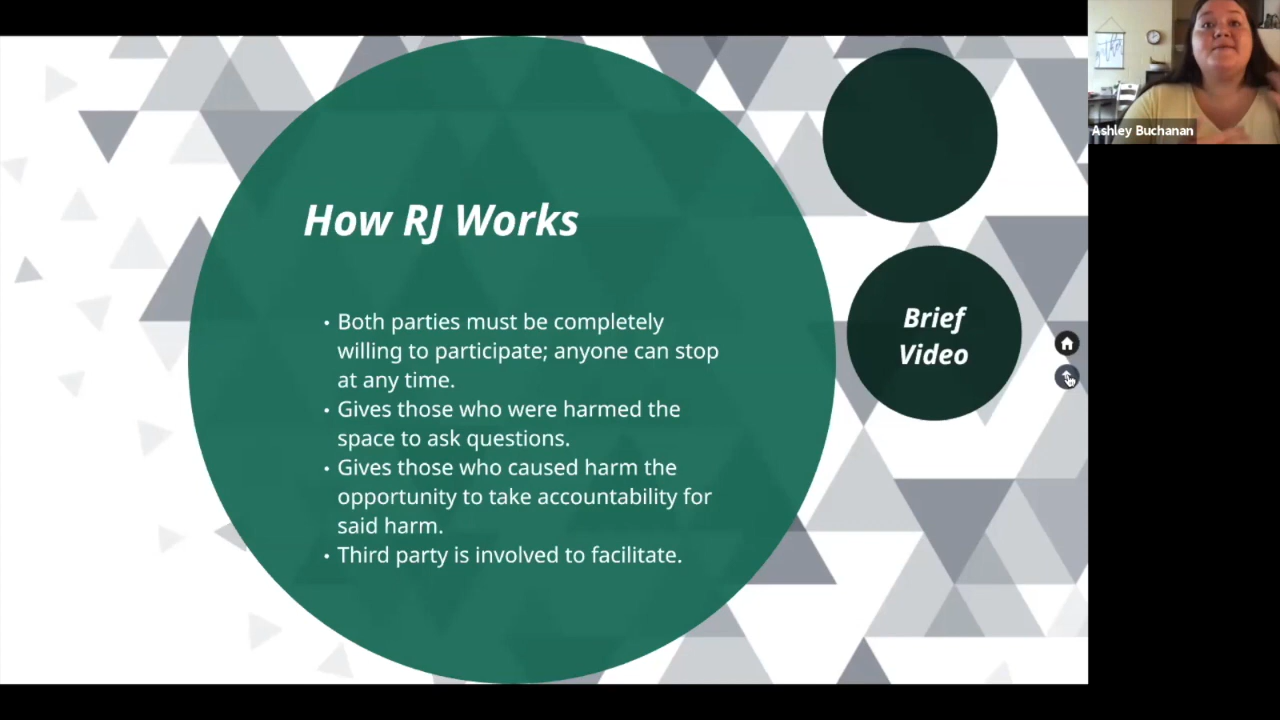 How RJ Works
• Both parties must be completely
willing to participate; anyone can stop
at any time.
• Gives those who were harmed the
space to ask questions.
• Gives those who caused harm the
opportunity to take accountability for
said harm.
• Third party is involved to facilitate.
Brief
Video
Ashley Buchanan